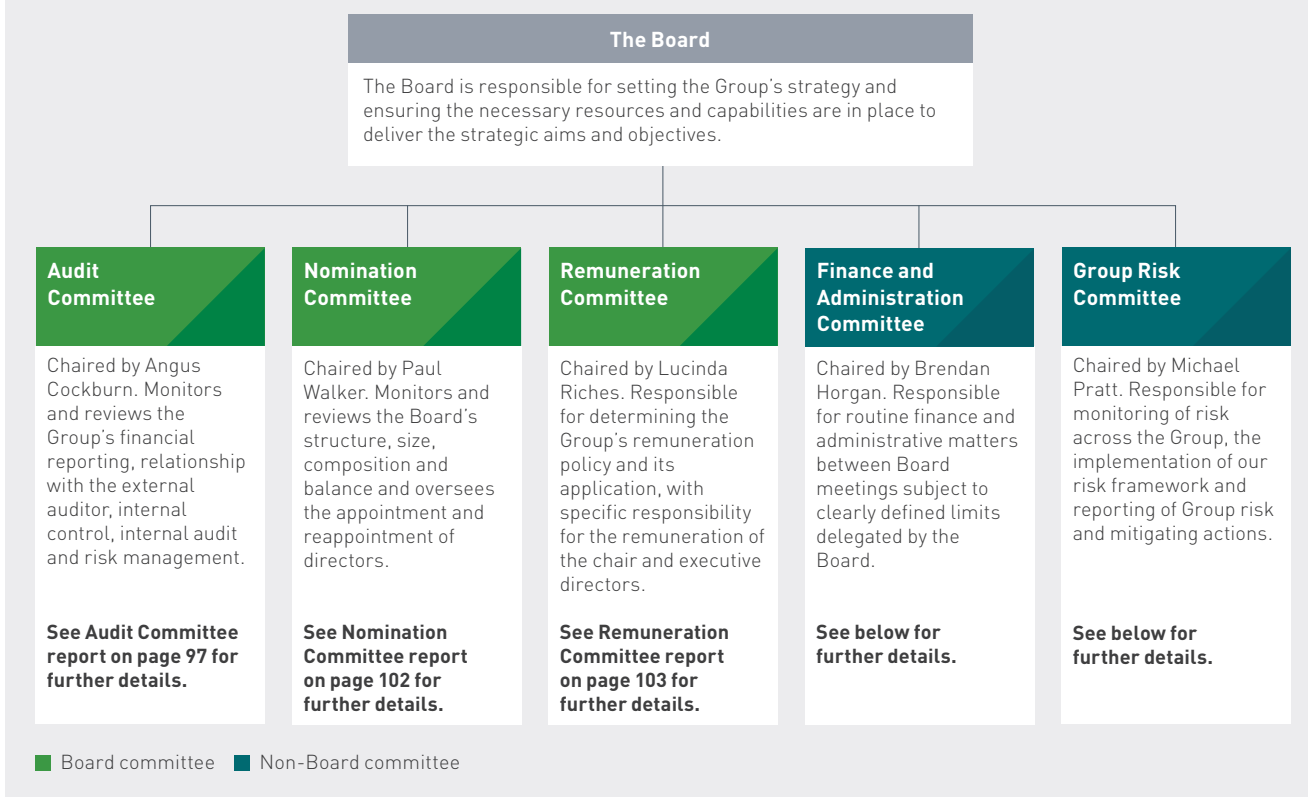 The Board
The Board is responsible for setting the Group’s strategy and
ensuring the necessary resources and capabilities are in place to
deliver the strategic aims and objectives.
Audit
Committee
Chaired by Angus
Cockburn. Monitors
and reviews the
Group’s financial
reporting, relationship
with the external
auditor, internal
control, internal audit
and risk management.
See Audit Committee
report on page 97 for
further details.
Nomination
Committee
Chaired by Paul
Walker. Monitors and
reviews the Board’s
structure, size,
composition and
balance and oversees
the appointment and
reappointment of
directors.
See Nomination
Committee report
on page 102 for
further details.
Remuneration
Committee
Chaired by Lucinda
Riches. Responsible
for determining the
Group’s remuneration
policy and its
application, with
specific responsibility
for the remuneration of
the chair and executive
directors.
See Remuneration
Committee report
on page 103 for
further details.
Finance and
Administration
Committee
Chaired by Brendan
Horgan. Responsible
for routine finance and
administrative matters
between Board
meetings subject to
clearly defined limits
delegated by the
Board.
See below for
further details.
Group Risk
Committee
Chaired by Michael
Pratt. Responsible for
monitoring of risk
across the Group, the
implementation of our
risk framework and
reporting of Group risk
and mitigating actions.
See below for
further details.
Board committee
Non-Board committee